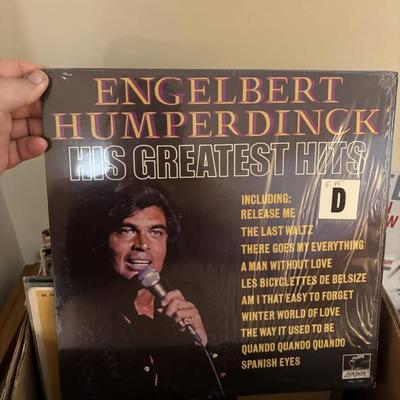 ENGELBERT
HUMPERDINCK
HIS GREATEST HITS
INCLUDING:
RELEASE ME
THE LAST WALTZ
THERE GOES MY EVERYTHING
A MAN WITHOUT LOVE
LES BICYCLETTES DE BELSIZE
AM I THAT EASY TO FORGET
WINTER WORLD OF LOVE
THE WAY IT USED TO BE
QUANDO QUANDO QUANDO
SPANISH EYES
D
LONDON